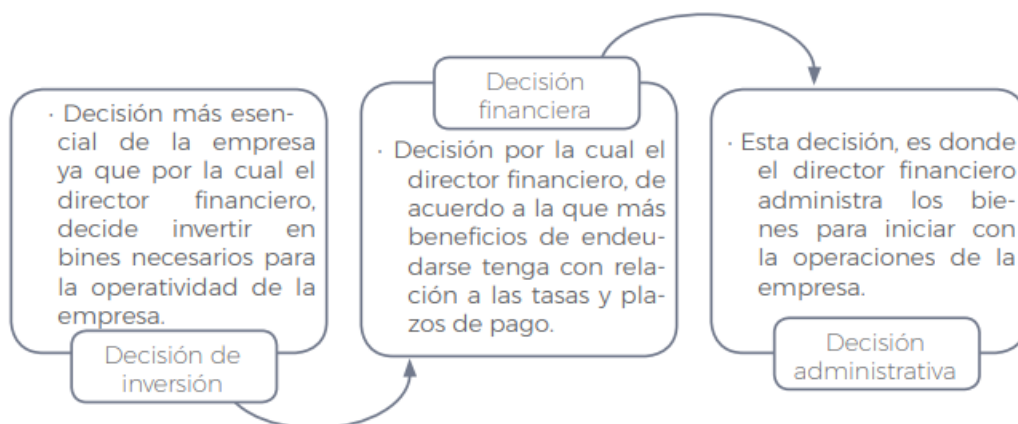 · Decisión más esen-
cial de la empresa
ya que por la cual el
director financiero,
decide invertir en
bines necesarios para
la operatividad de la
empresa.
Decisión de
inversión
Decisión
financiera
· Decisión por la cual el
director financiero, de
acuerdo a la que más
beneficios de endeu-
darse tenga con rela-
ción a las tasas y pla-
zos de pago.
· Esta decisión, es donde
el director financiero
administra los bie-
nes para iniciar con
la operaciones de la
empresa.
Decisión
administrativa